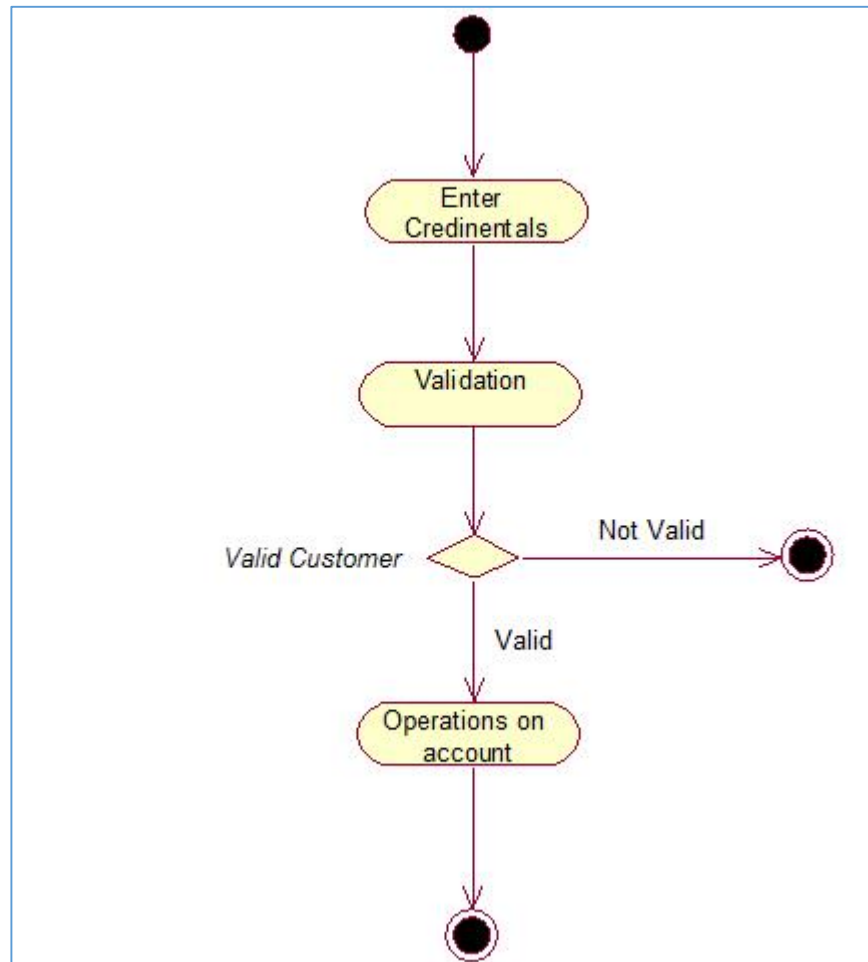 Enter
Credinentals
Validation
Not Valid
Valid Customer
Valid
Operations on
account